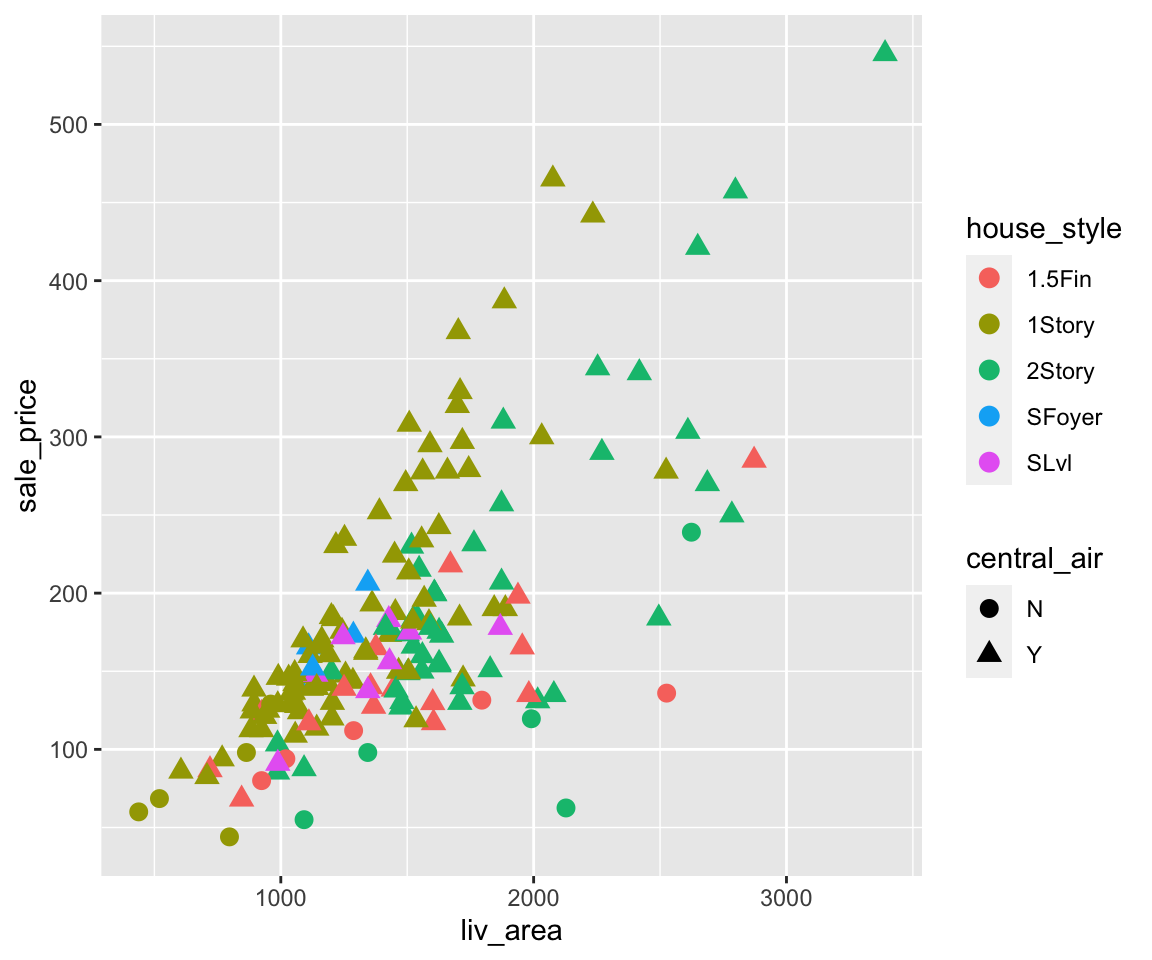 500
400
300
200
100
sale_price
1000
2000
3000
liv_area
house_style
1.5Fin
1Story
2Story
SFoyer
SLvl
central_air
N
Y